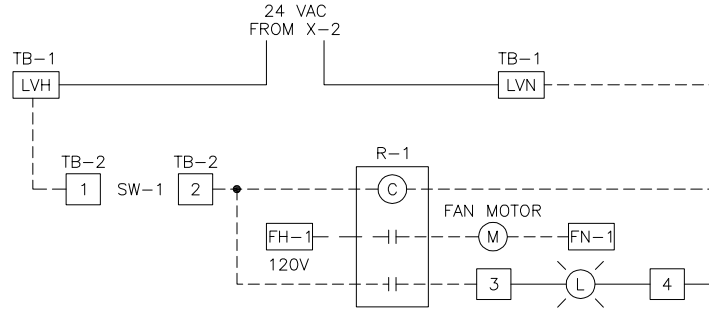 24 VAC
FROM X-2
TB-1
TB-1
LVH
LVN
TB-2
TB-2
R-1
1
SW-1
2
C
FAN MOTOR
FH-1
M
FN-1
120V
3
L
4